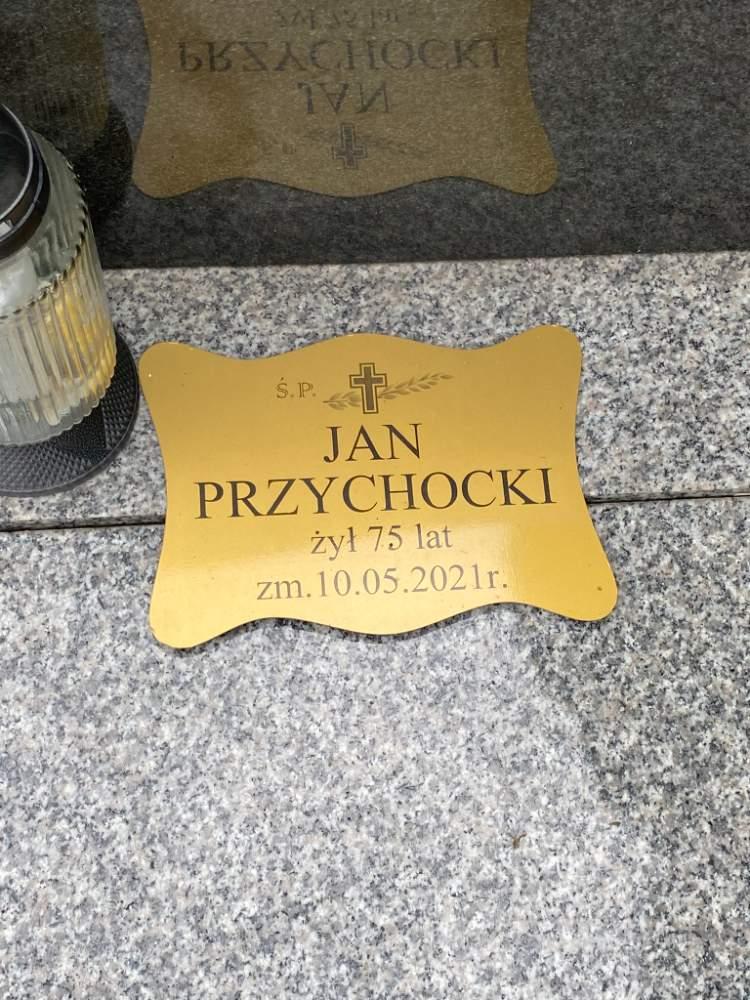 Ś.P.
JAN
PRZYCHOCKI
żył 75 lat
zm.10.05.2021r.